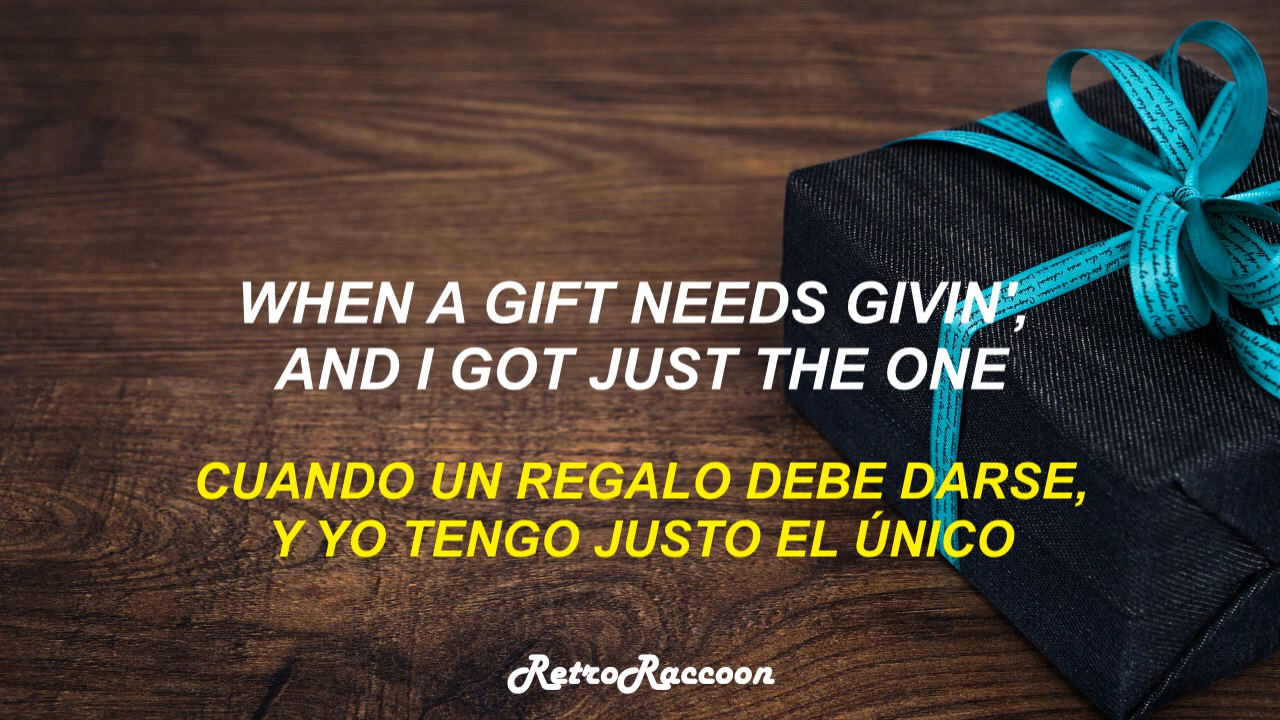 WHEN A GIFT NEEDS GIVIN',
AND I GOT JUST THE ONE
CUANDO UN REGALO DEBE DARSE,
Y YO TENGO JUSTO EL ÚNICO
RetroRaccoon